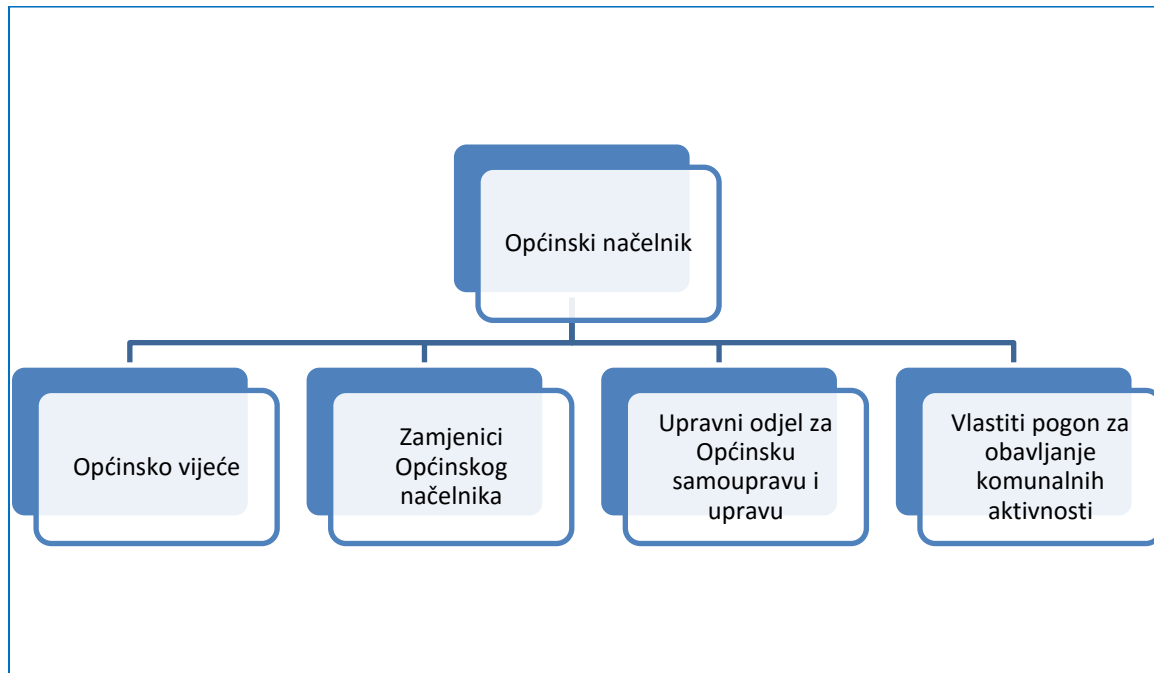 Općinski načelnik
Općinsko vijeće
Zamjenici
Općinskog
načelnika
Upravni odjel za
Općinsku
samoupravu i
upravu
Vlastiti pogon za
obavljanje
komunalnih
aktivnosti